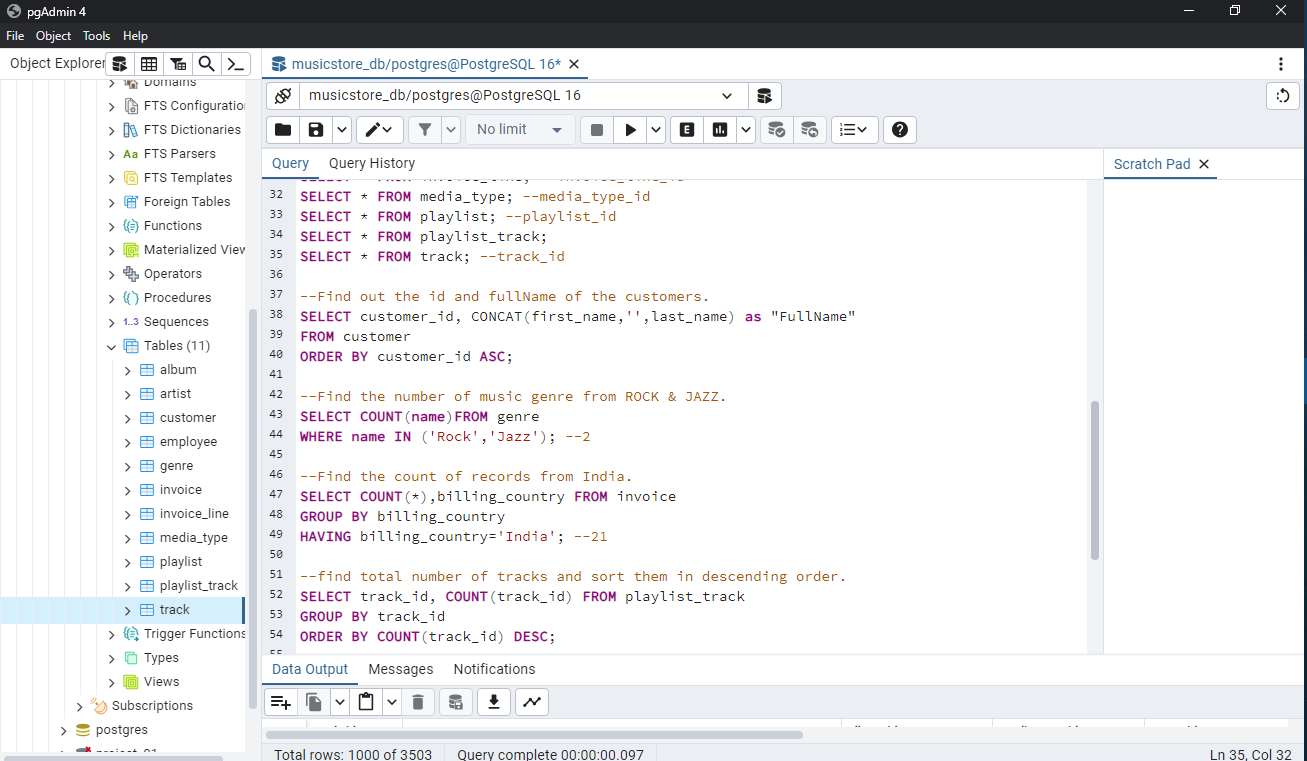 pgAdmin 4
File Object Tools Help
Object Explorer
musicstore_db/postgres@PostgreSQL 16*
musicstore_db/postgres@PostgreSQL 16
No limit
E
Query Query History
Scratch Pad
Domains
FTS Configuratio
FTS Dictionaries
Aa FTS Parsers
FTS Templates
Foreign Tables
Functions
Materialized View
Operators
Procedures
1..3 Sequences
Tables (11)
album
artist
customer
employee
genre
invoice
invoice_line
media_type
playlist
playlist_track
track
Trigger Functions
Types
Views
Subscriptions
postgres
32 SELECT * FROM media_type; --media_type_id
33 SELECT * FROM playlist; --playlist_id
34 SELECT * FROM playlist_track;
35 SELECT * FROM track; --track_id
36
37 --Find out the id and fullName of the customers.
38 SELECT customer_id, CONCAT(first_name,'',last_name) as "FullName"
39 FROM customer
40 ORDER BY customer_id ASC;
41
42 --Find the number of music genre from ROCK & JAZZ.
43 SELECT COUNT(name)FROM genre
44 WHERE name IN ('Rock','Jazz'); --2
45
46 --Find the count of records from India.
47 SELECT COUNT(*),billing_country FROM invoice
48 GROUP BY billing_country
49 HAVING billing_country='India'; --21
50
51 --find total number of tracks and sort them in descending order.
52 SELECT track_id, COUNT(track_id) FROM playlist_track
53 GROUP BY track_id
54 ORDER BY COUNT(track_id) DESC;
Data Output Messages Notifications
Total rows: 1000 of 3503 Query complete 00:00:00.097
Ln 35, Col 32